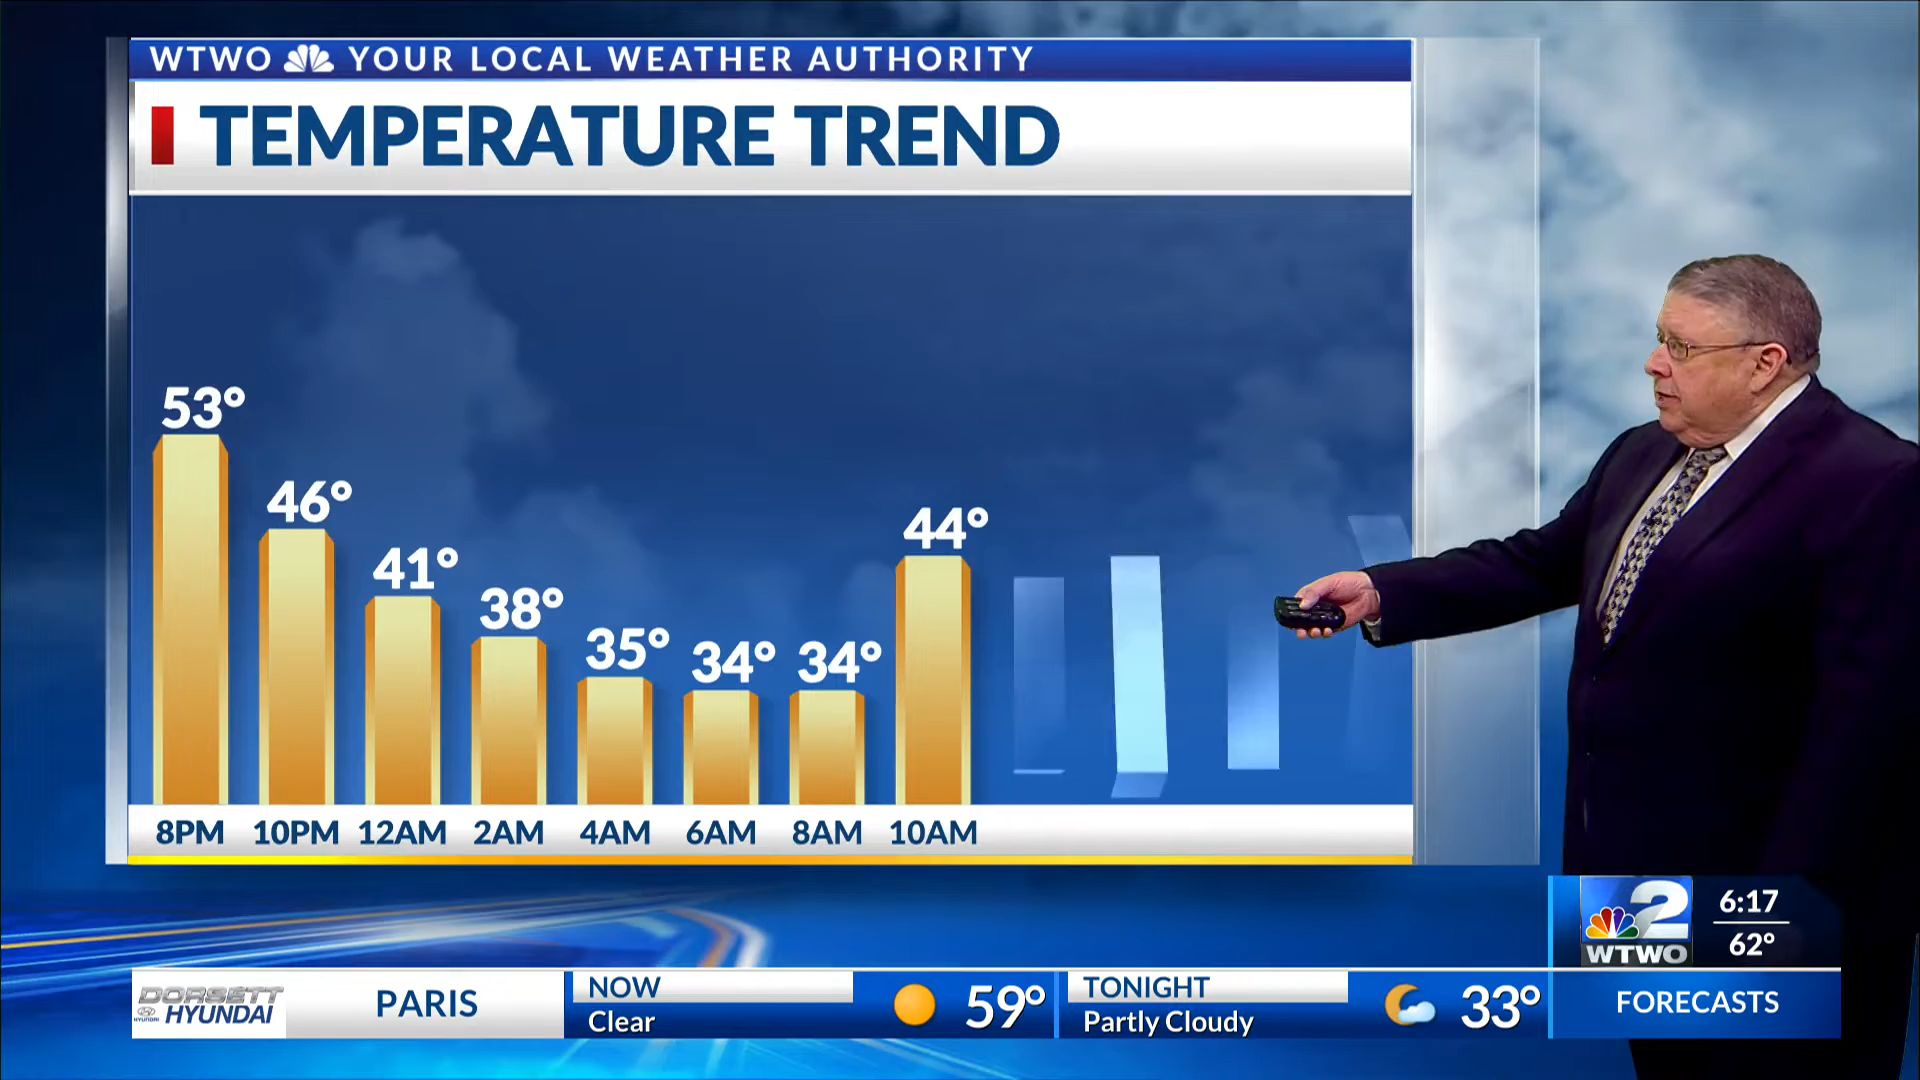 WTWO YOUR LOCAL WEATHER AUTHORITY
TEMPERATURE TREND
53° 46° 41° 38° 35° 34° 34° 44°
8PM 10PM 12AM 2AM 4AM 6AM 8AM 10AM
2
WTWO
6:17
62°
DORSETT
HYUNDAI
HYUNDAI
PARIS
NOW
Clear
59°
TONIGHT
Partly Cloudy
33°
FORECASTS